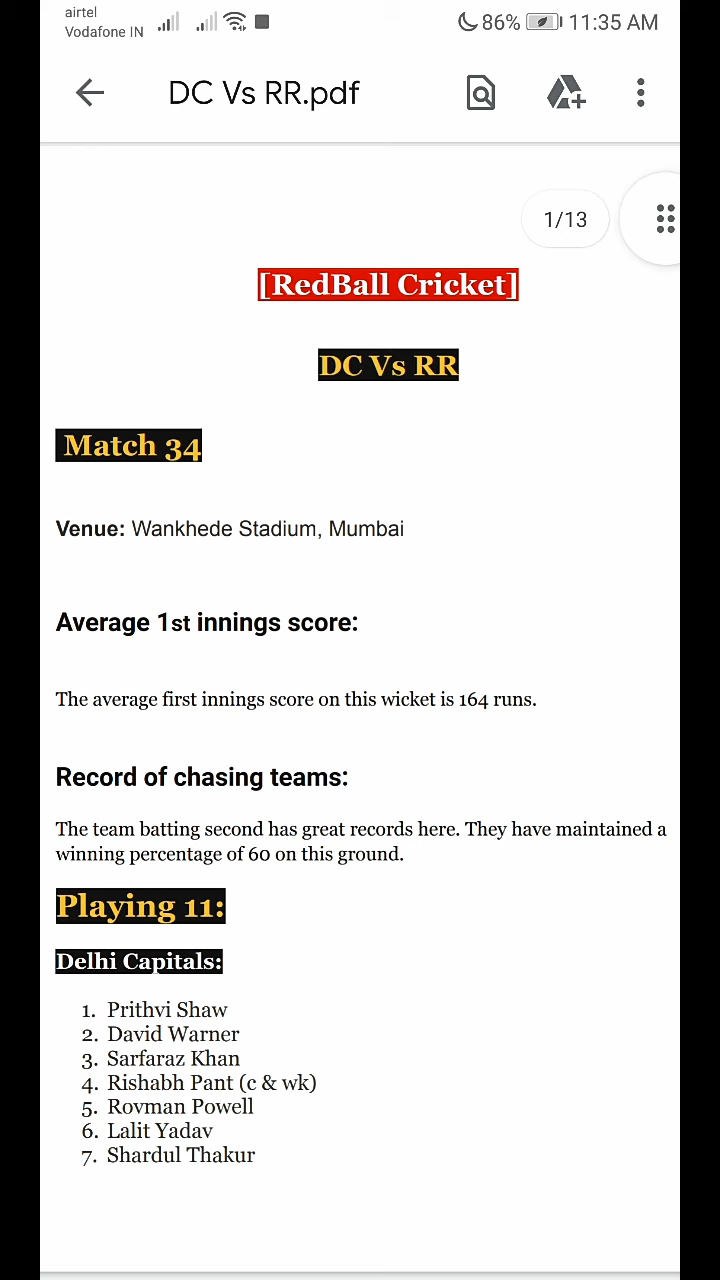 airtel
Vodafone IN
86% 11:35 AM
DC Vs RR.pdf
1/13
[RedBall Cricket]
DC Vs RR
Match 34
Venue: Wankhede Stadium, Mumbai
Average 1st innings score:
The average first innings score on this wicket is 164 runs.
Record of chasing teams:
The team batting second has great records here. They have maintained a
winning percentage of 60 on this ground.
Playing 11:
Delhi Capitals:
1. Prithvi Shaw
2. David Warner
3. Sarfaraz Khan
4. Rishabh Pant (c & wk)
5. Rovman Powell
6. Lalit Yadav
7. Shardul Thakur